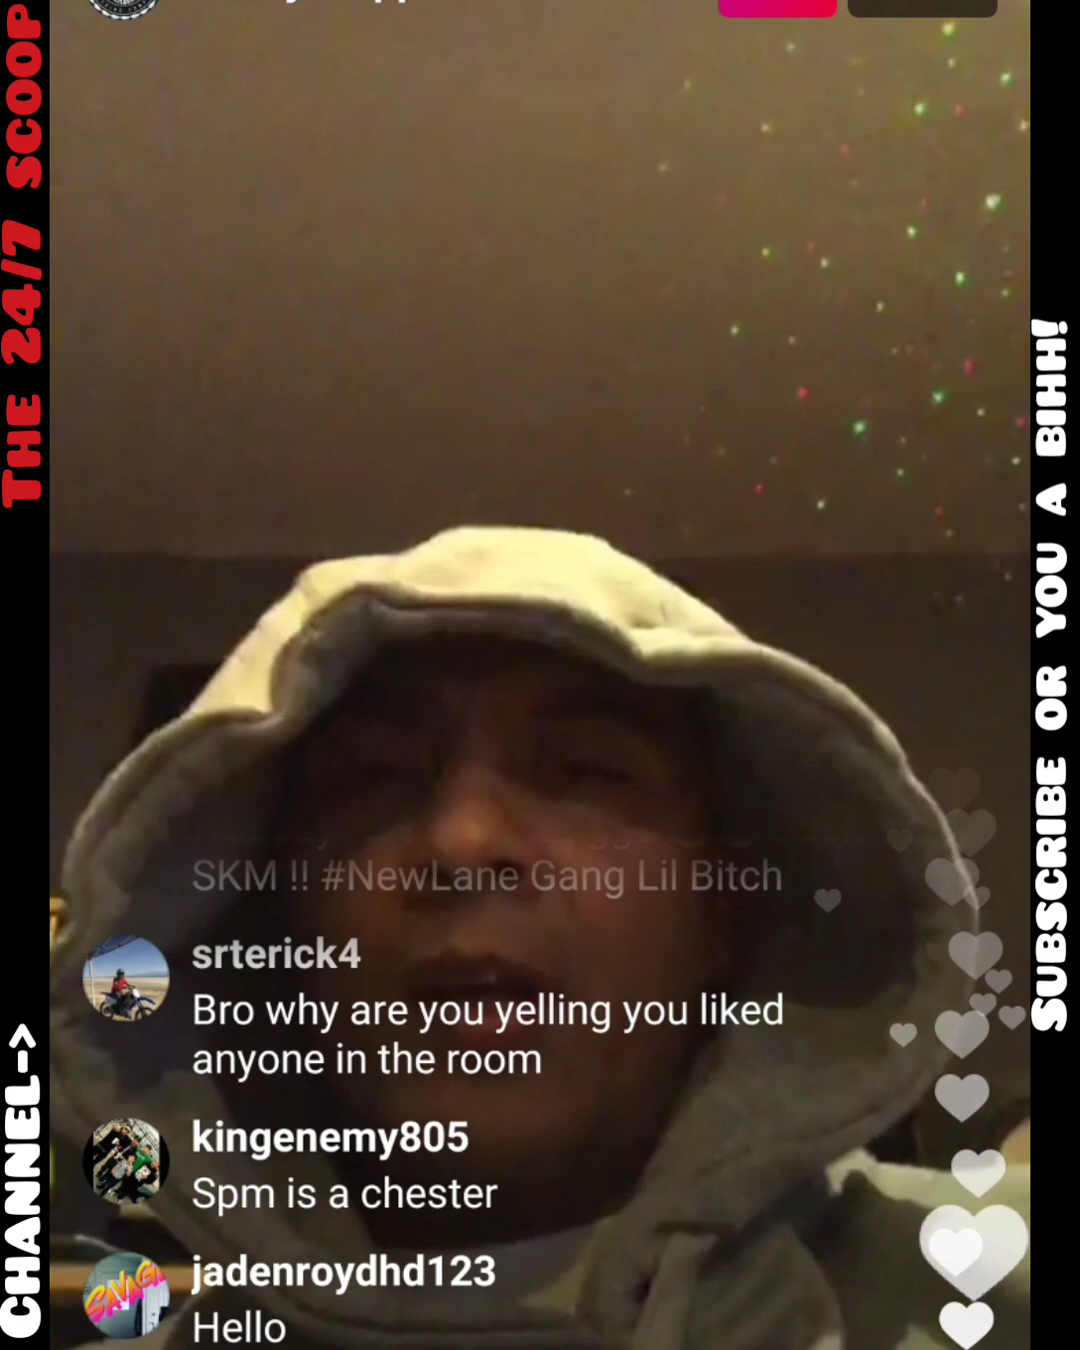 THE 24/7 SCOOP
CHANNEL-->
SUBSCRIBE OR YOU A BIHH!
SKM !! #NewLane Gang Lil Bitch
srterick4
Bro why are you yelling you liked
anyone in the room
kingenemy805
Spm is a chester
SAVAGE
jadenroydhd123
Hello